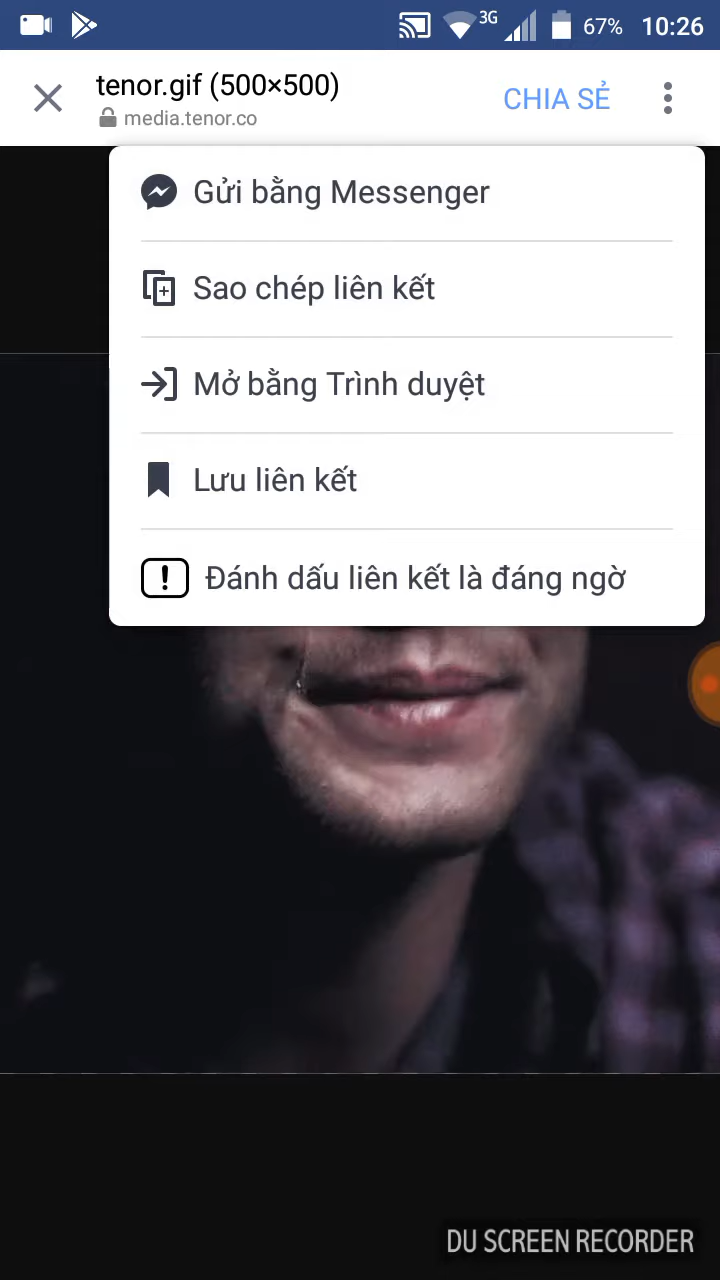 3G 67% 10:26
tenor.gif (500×500)
media.tenor.co
CHIA SẺ
Gửi bằng Messenger
Sao chép liên kết
Mở bằng Trình duyệt
Lưu liên kết
Đánh dấu liên kết là đáng ngờ
DU SCREEN RECORDER